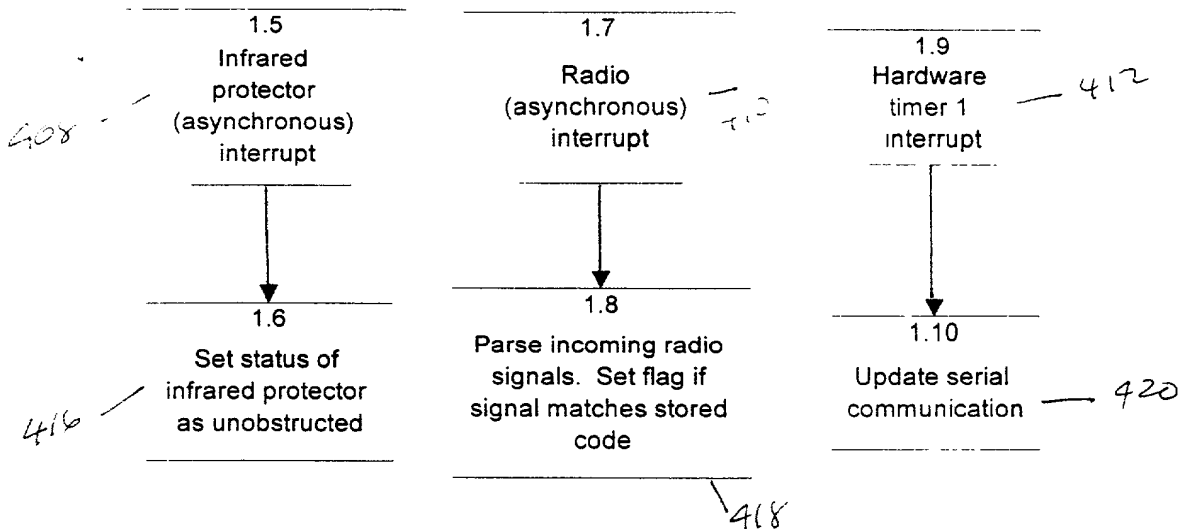 1.5
Infrared
protector
(asynchronous)
interrupt
408
1.7
Radio
(asynchronous)
interrupt
1.9
Hardware
timer 1
interrupt
412
1.6
Set status of
infrared protector
as unobstructed
416
1.8
Parse incoming radio
signals. Set flag if
signal matches stored
code
418
1.10
Update serial
communication
420